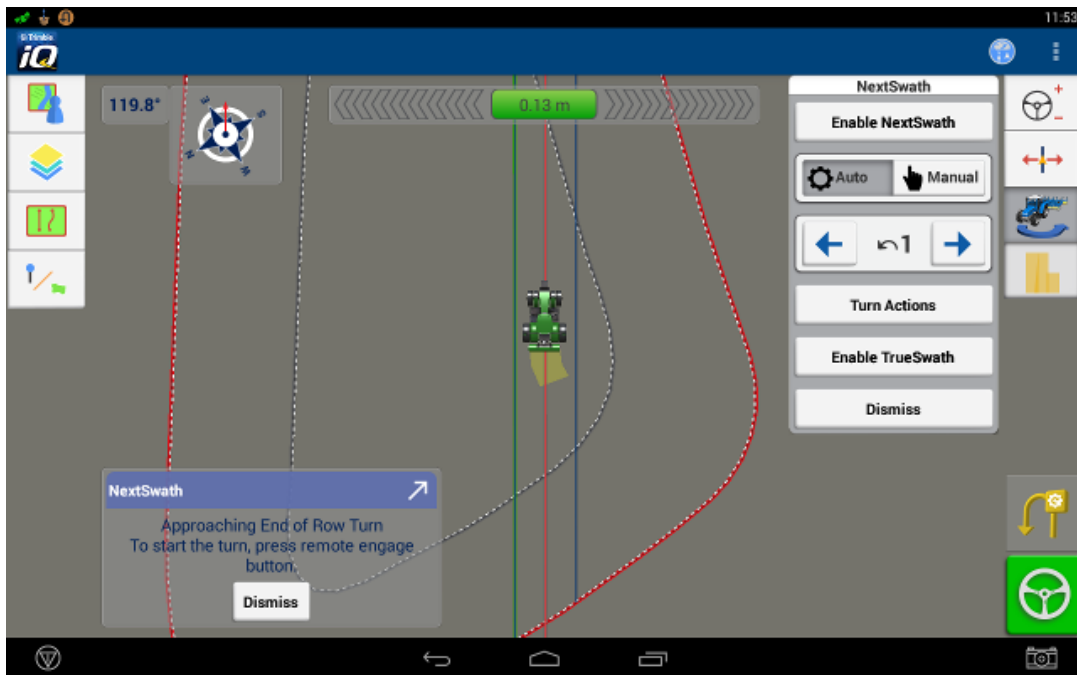 11:53
Trimble
iQ
119.8°
0.13 m
NextSwath
Enable NextSwath
Auto
Manual
1
Turn Actions
Enable TrueSwath
Dismiss
NextSwath
Approaching End of Row Turn
To start the turn, press remote engage
button.
Dismiss